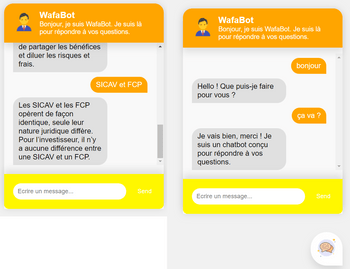 WafaBot
Bonjour, je suis WafaBot. Je suis là
pour répondre à vos questions.
de partager les bénéfices
et diluer les risques et
frais.
SICAV et FCP
Les SICAV et les FCP
opèrent de façon
identique, seule leur
nature juridique diffère.
Pour l'investisseur, il n'y
a aucune différence entre
une SICAV et un FCP.
Ecrire un message...
Send
WafaBot
Bonjour, je suis WafaBot. Je suis là
pour répondre à vos questions.
bonjour
Hello ! Que puis-je faire
pour vous ?
ça va ?
Je vais bien, merci ! Je
suis un chatbot conçu
pour répondre à vos
questions.
Ecrire un message...
Send